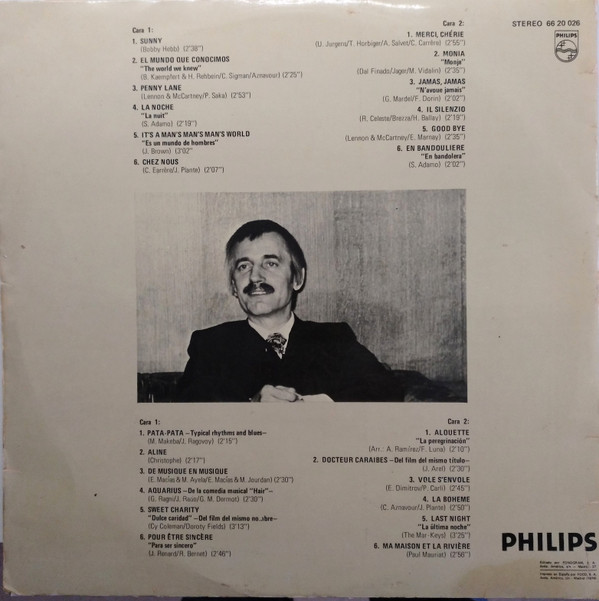 STEREO 66 20 026
PHILIPS
Cara 1:
1. SUNNY
(Bobby Hebb) (2'38")
2. EL MUNDO QUE CONOCIMOS
"The world we knew"
(B. Kaempfert & H. Rehbein/C. Sigman/Aznavour) (2'25")
3. PENNY LANE
(Lennon & McCartney/P. Saka) (2'53")
4. LA NOCHE
"La nuit"
(S. Adamo) (2'19")
5. IT'S A MAN'S MAN'S MAN'S WORLD
"Es un mundo de hombres"
(J. Brown) (3'02"
6. CHEZ NOUS
(C. Carrère/J. Plante) (2'07")
Cara 2:
1. MERCI, CHÉRIE
(U. Jurgens/T. Horbiger/A. Salvet/C. Carrère) (2'55")
2. MONIA
"Monja"
(Dal Finado/Jager/M. Vidalin) (2'35")
3. JAMAS, JAMAS
"N'avoue jamais"
(G. Mardel/F. Dorin) (2'02")
4. IL SILENZIO
(R. Celeste/Brezza/H. Ballay) (2'19")
5. GOOD BYE
(Lennon & McCartney/E. Marnay) (2'35")
6. EN BANDOULIERE
"En bandolera"
(S. Adamo) (2'02")
Cara 1:
1. PATA-PATA –Typical rhythms and blues–
(M. Makeba/J. Ragovoy) (2'15")
2. ALINE
(Christophe) (2'17")
3. DE MUSIQUE EN MUSIQUE
(E. Macias & M. Ayela/E. Macias & M. Jourdan) (2'30")
4. AQUARIUS –De la comedia musical "Hair"–
(G. Ragni/J. Rado/G. M. Dermot) (2'30")
5. SWEET CHARITY
"Dulce caridad" –Del film del mismo nombre–
(Cy Coleman/Doroty Fields) (3'13")
6. POUR ÊTRE SINCÈRE
"Para ser sincero"
(J. Renard/R. Bernet) (2'46")
Cara 2:
1. ALOUETTE
"La peregrinación"
(Arr.: A. Ramírez/F. Luna) (2'10")
2. DOCTEUR CARAIBES –Del film del mismo título–
(J. Arel) (2'30")
3. VOLE S'ENVOLE
(E. Dimitrov/P. Carli) (2'45")
4. LA BOHEME
(C. Aznavour/J. Plante) (2'50")
5. LAST NIGHT
"La última noche"
(The Mar-Keys) (3'25")
6. MA MAISON ET LA RIVIÈRE
(Paul Mauriat) (2'56")
PHILIPS